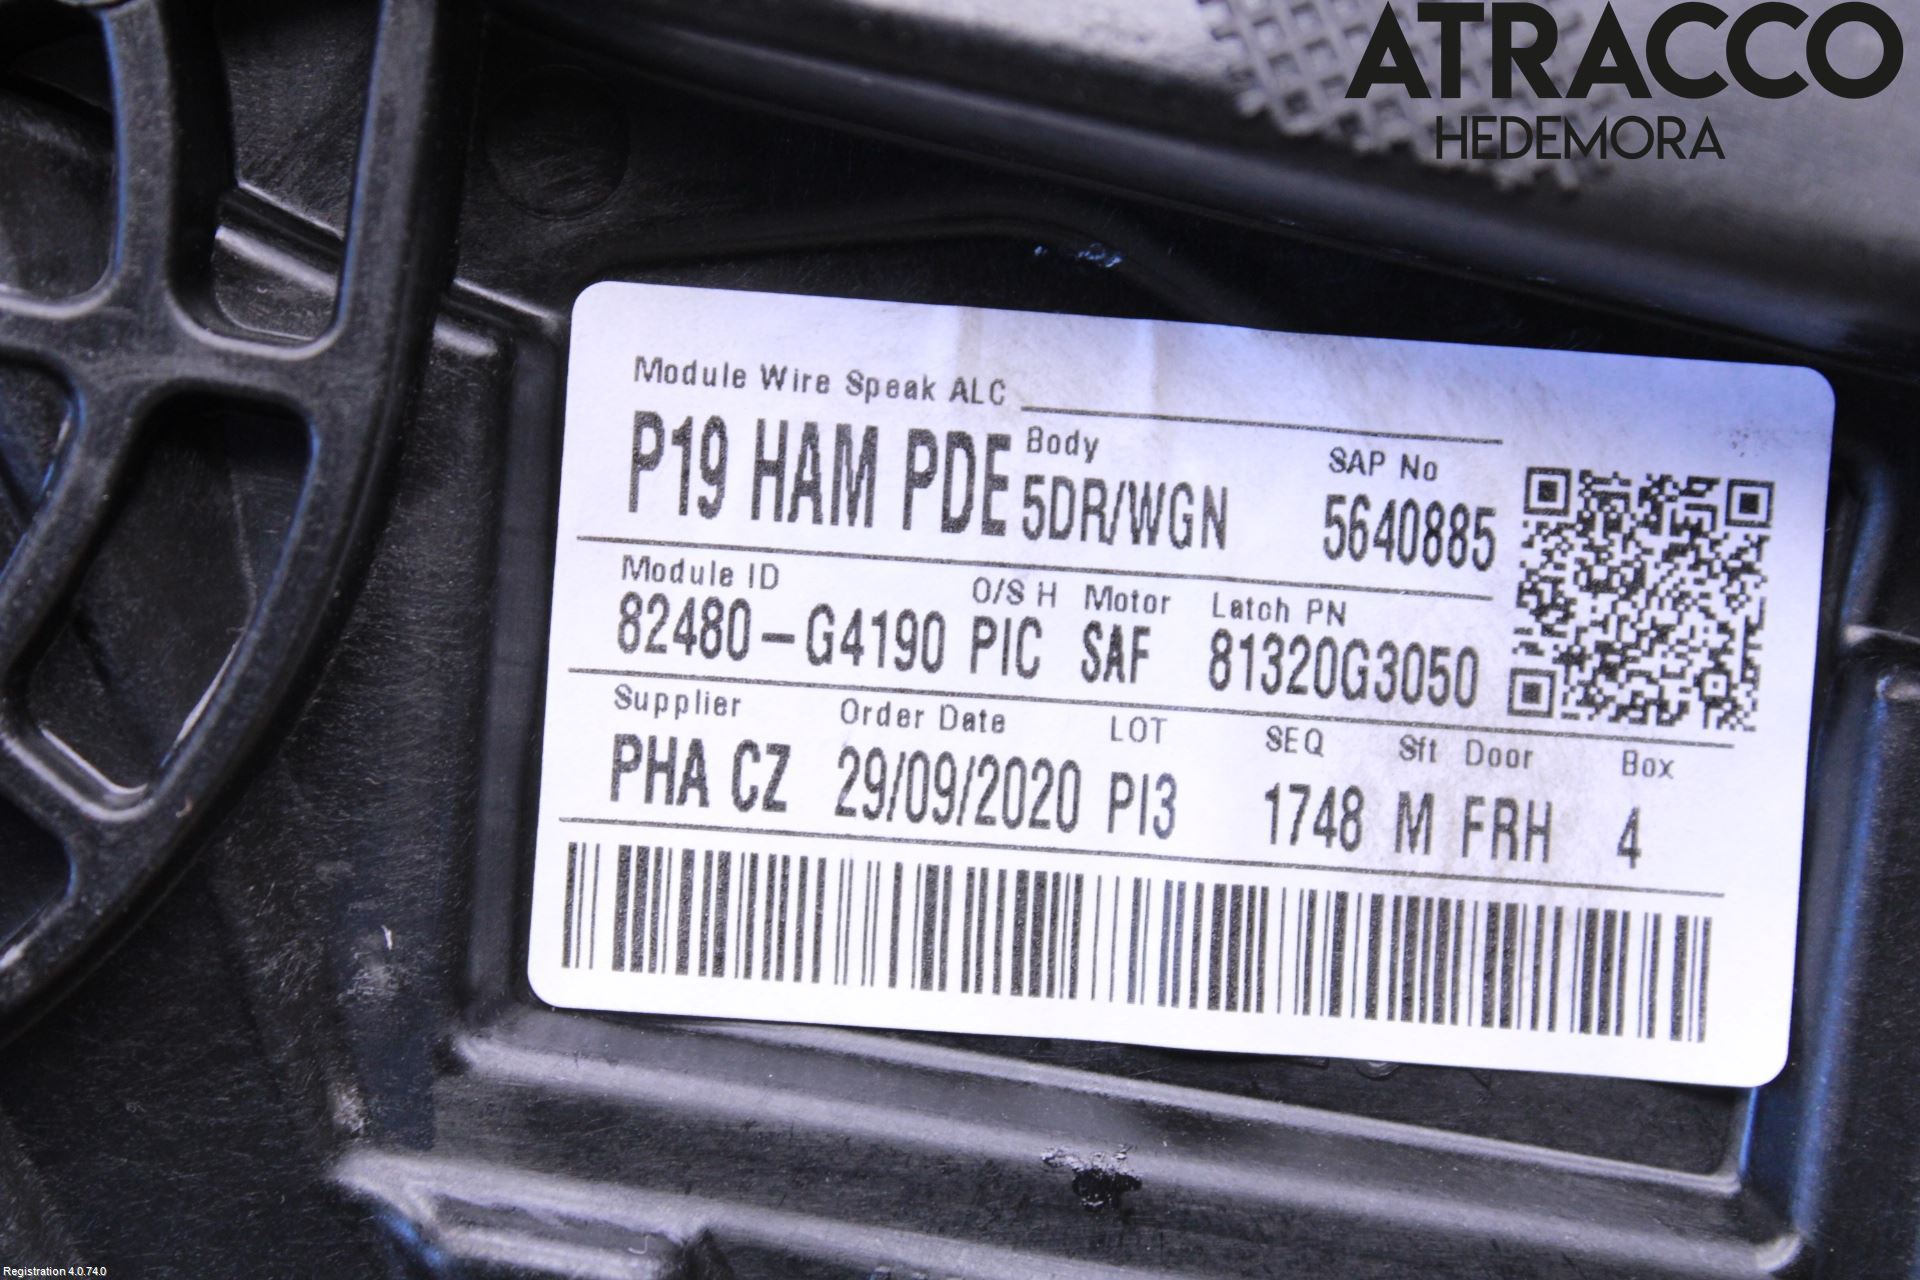 ATRACCO
HEDEMORA
Module Wire Speak ALC
P19 HAM PDE
Body
5DR/WGN
SAP No
5640885
Module ID
82480-G4190
O/S H
PIC
Motor
SAF
Latch PN
81320G3050
Supplier
PHA CZ
Order Date
29/09/2020
LOT
PI3
SEQ
1748
Sft
M
Door
FRH
Box
4
Registration 4.0.74.0